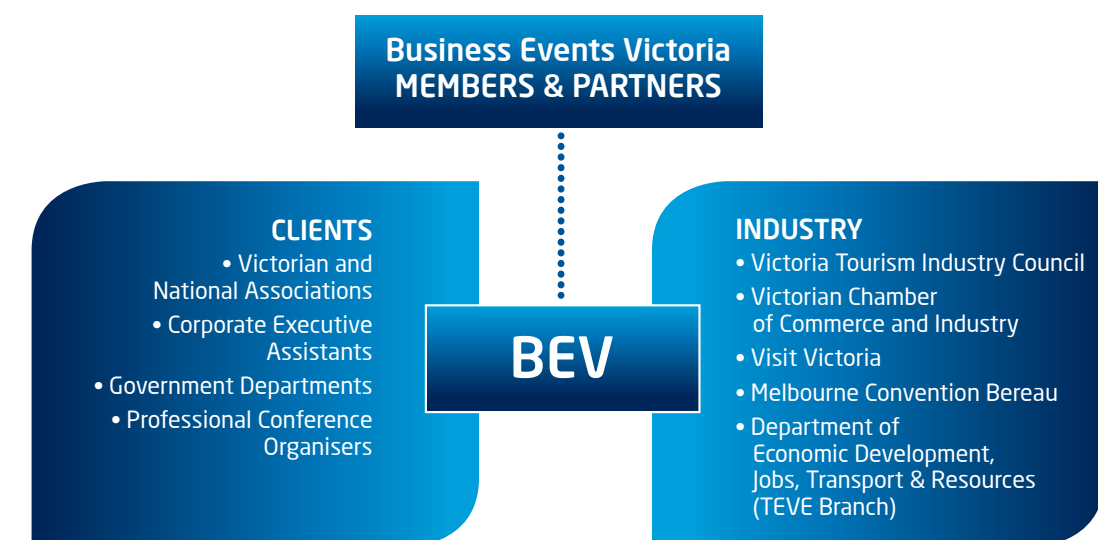 Business Events Victoria
MEMBERS & PARTNERS
CLIENTS
• Victorian and
National Associations
• Corporate Executive
Assistants
• Government Departments
• Professional Conference
Organisers
BEV
INDUSTRY
• Victoria Tourism Industry Council
• Victorian Chamber
of Commerce and Industry
• Visit Victoria
• Melbourne Convention Bereau
• Department of
Economic Development,
Jobs, Transport & Resources
(TEVE Branch)